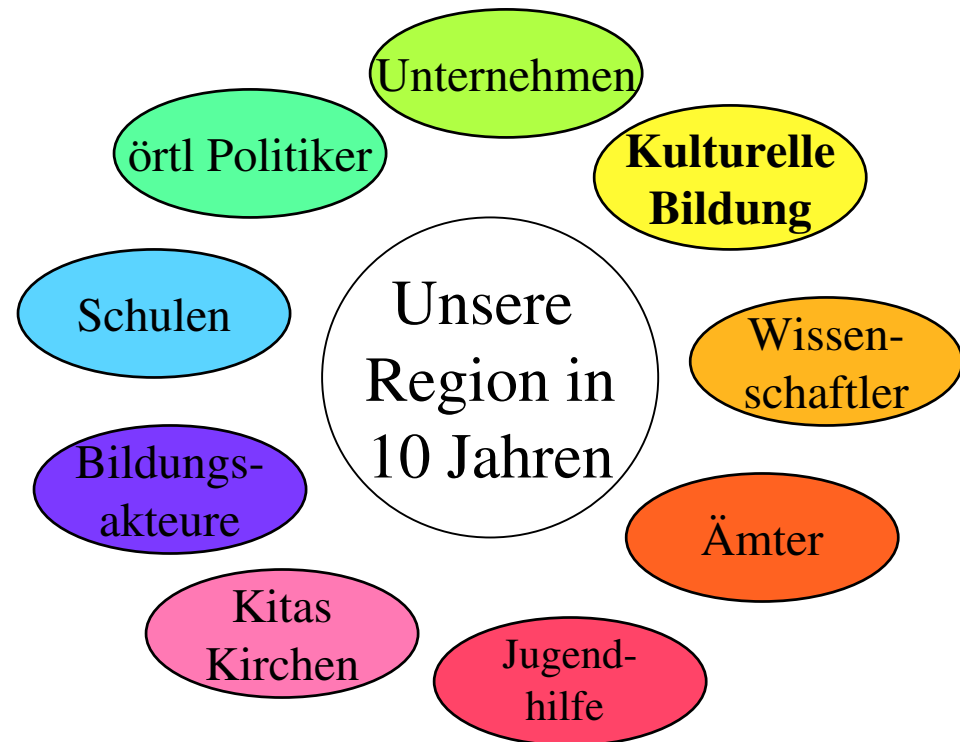 Unternehmen
örtl Politiker
Kulturelle
Bildung
Schulen
Unsere
Region in
10 Jahren
Wissen-
schaftler
Bildungs-
akteure
Ämter
Kitas
Kirchen
Jugend-
hilfe